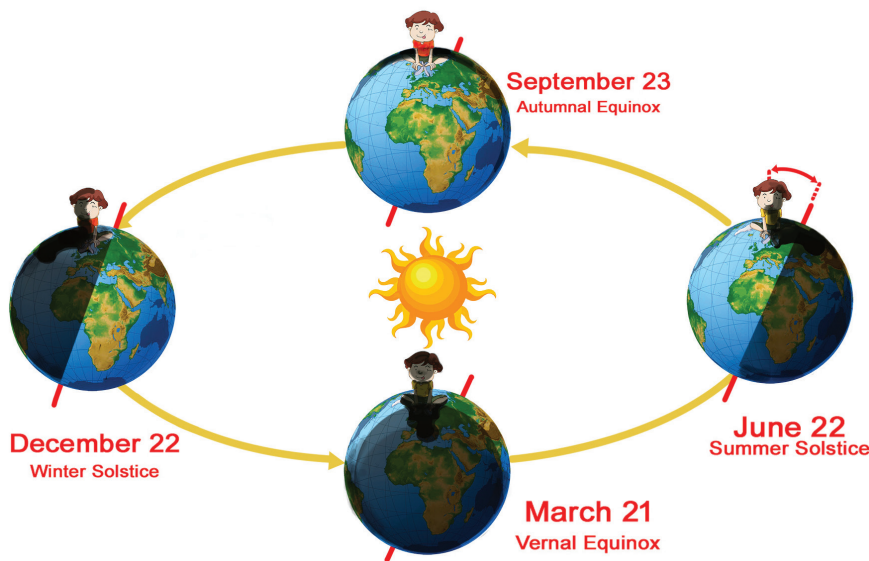 September 23
Autumnal Equinox
December 22
Winter Solstice
June 22
Summer Solstice
March 21
Vernal Equinox